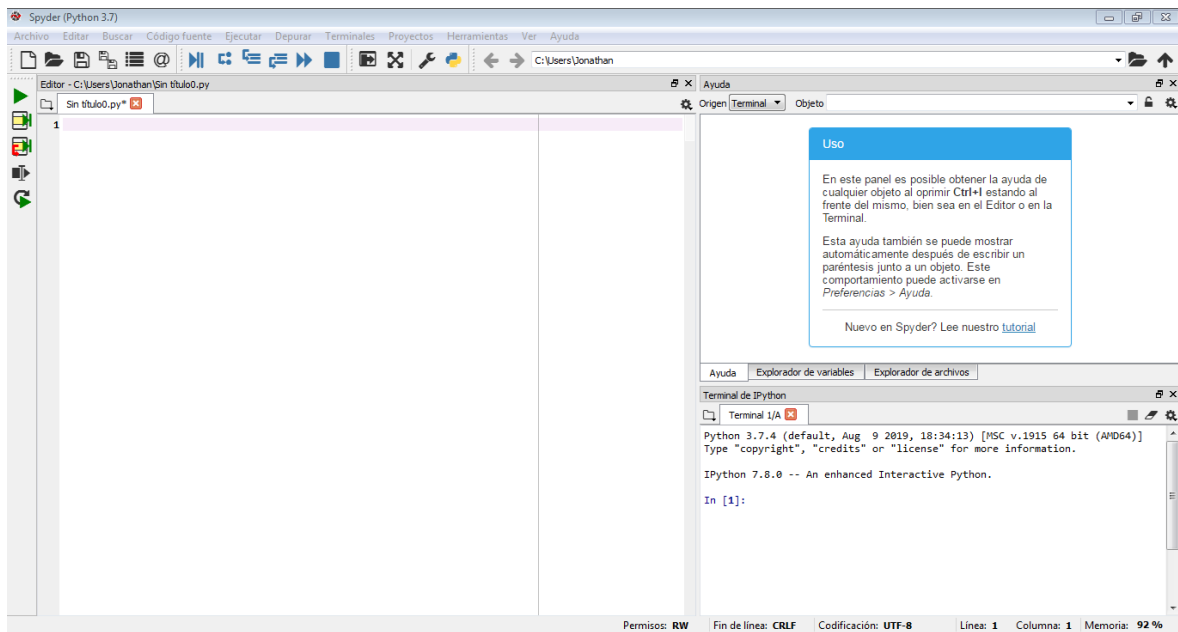 Spyder (Python 3.7)
Archivo Editar Buscar Código fuente Ejecutar Depurar Terminales Proyectos Herramientas Ver Ayuda
C:\Users\Jonathan
Editor - C:\Users\Jonathan\Sin título0.py
Sin título0.py*
1
Ayuda
Origen Terminal Objeto
Uso
En este panel es posible obtener la ayuda de
cualquier objeto al oprimir Ctrl+I estando al
frente del mismo, bien sea en el Editor o en la
Terminal.
Esta ayuda también se puede mostrar
automáticamente después de escribir un
paréntesis junto a un objeto. Este
comportamiento puede activarse en
Preferencias > Ayuda.
Nuevo en Spyder? Lee nuestro tutorial
Ayuda Explorador de variables Explorador de archivos
Terminal de IPython
Terminal 1/A
Python 3.7.4 (default, Aug  9 2019, 18:34:13) [MSC v.1915 64 bit (AMD64)]
Type "copyright", "credits" or "license" for more information.
IPython 7.8.0 -- An enhanced Interactive Python.
In [1]:
Permisos: RW Fin de línea: CRLF Codificación: UTF-8 Línea: 1 Columna: 1 Memoria: 92 %